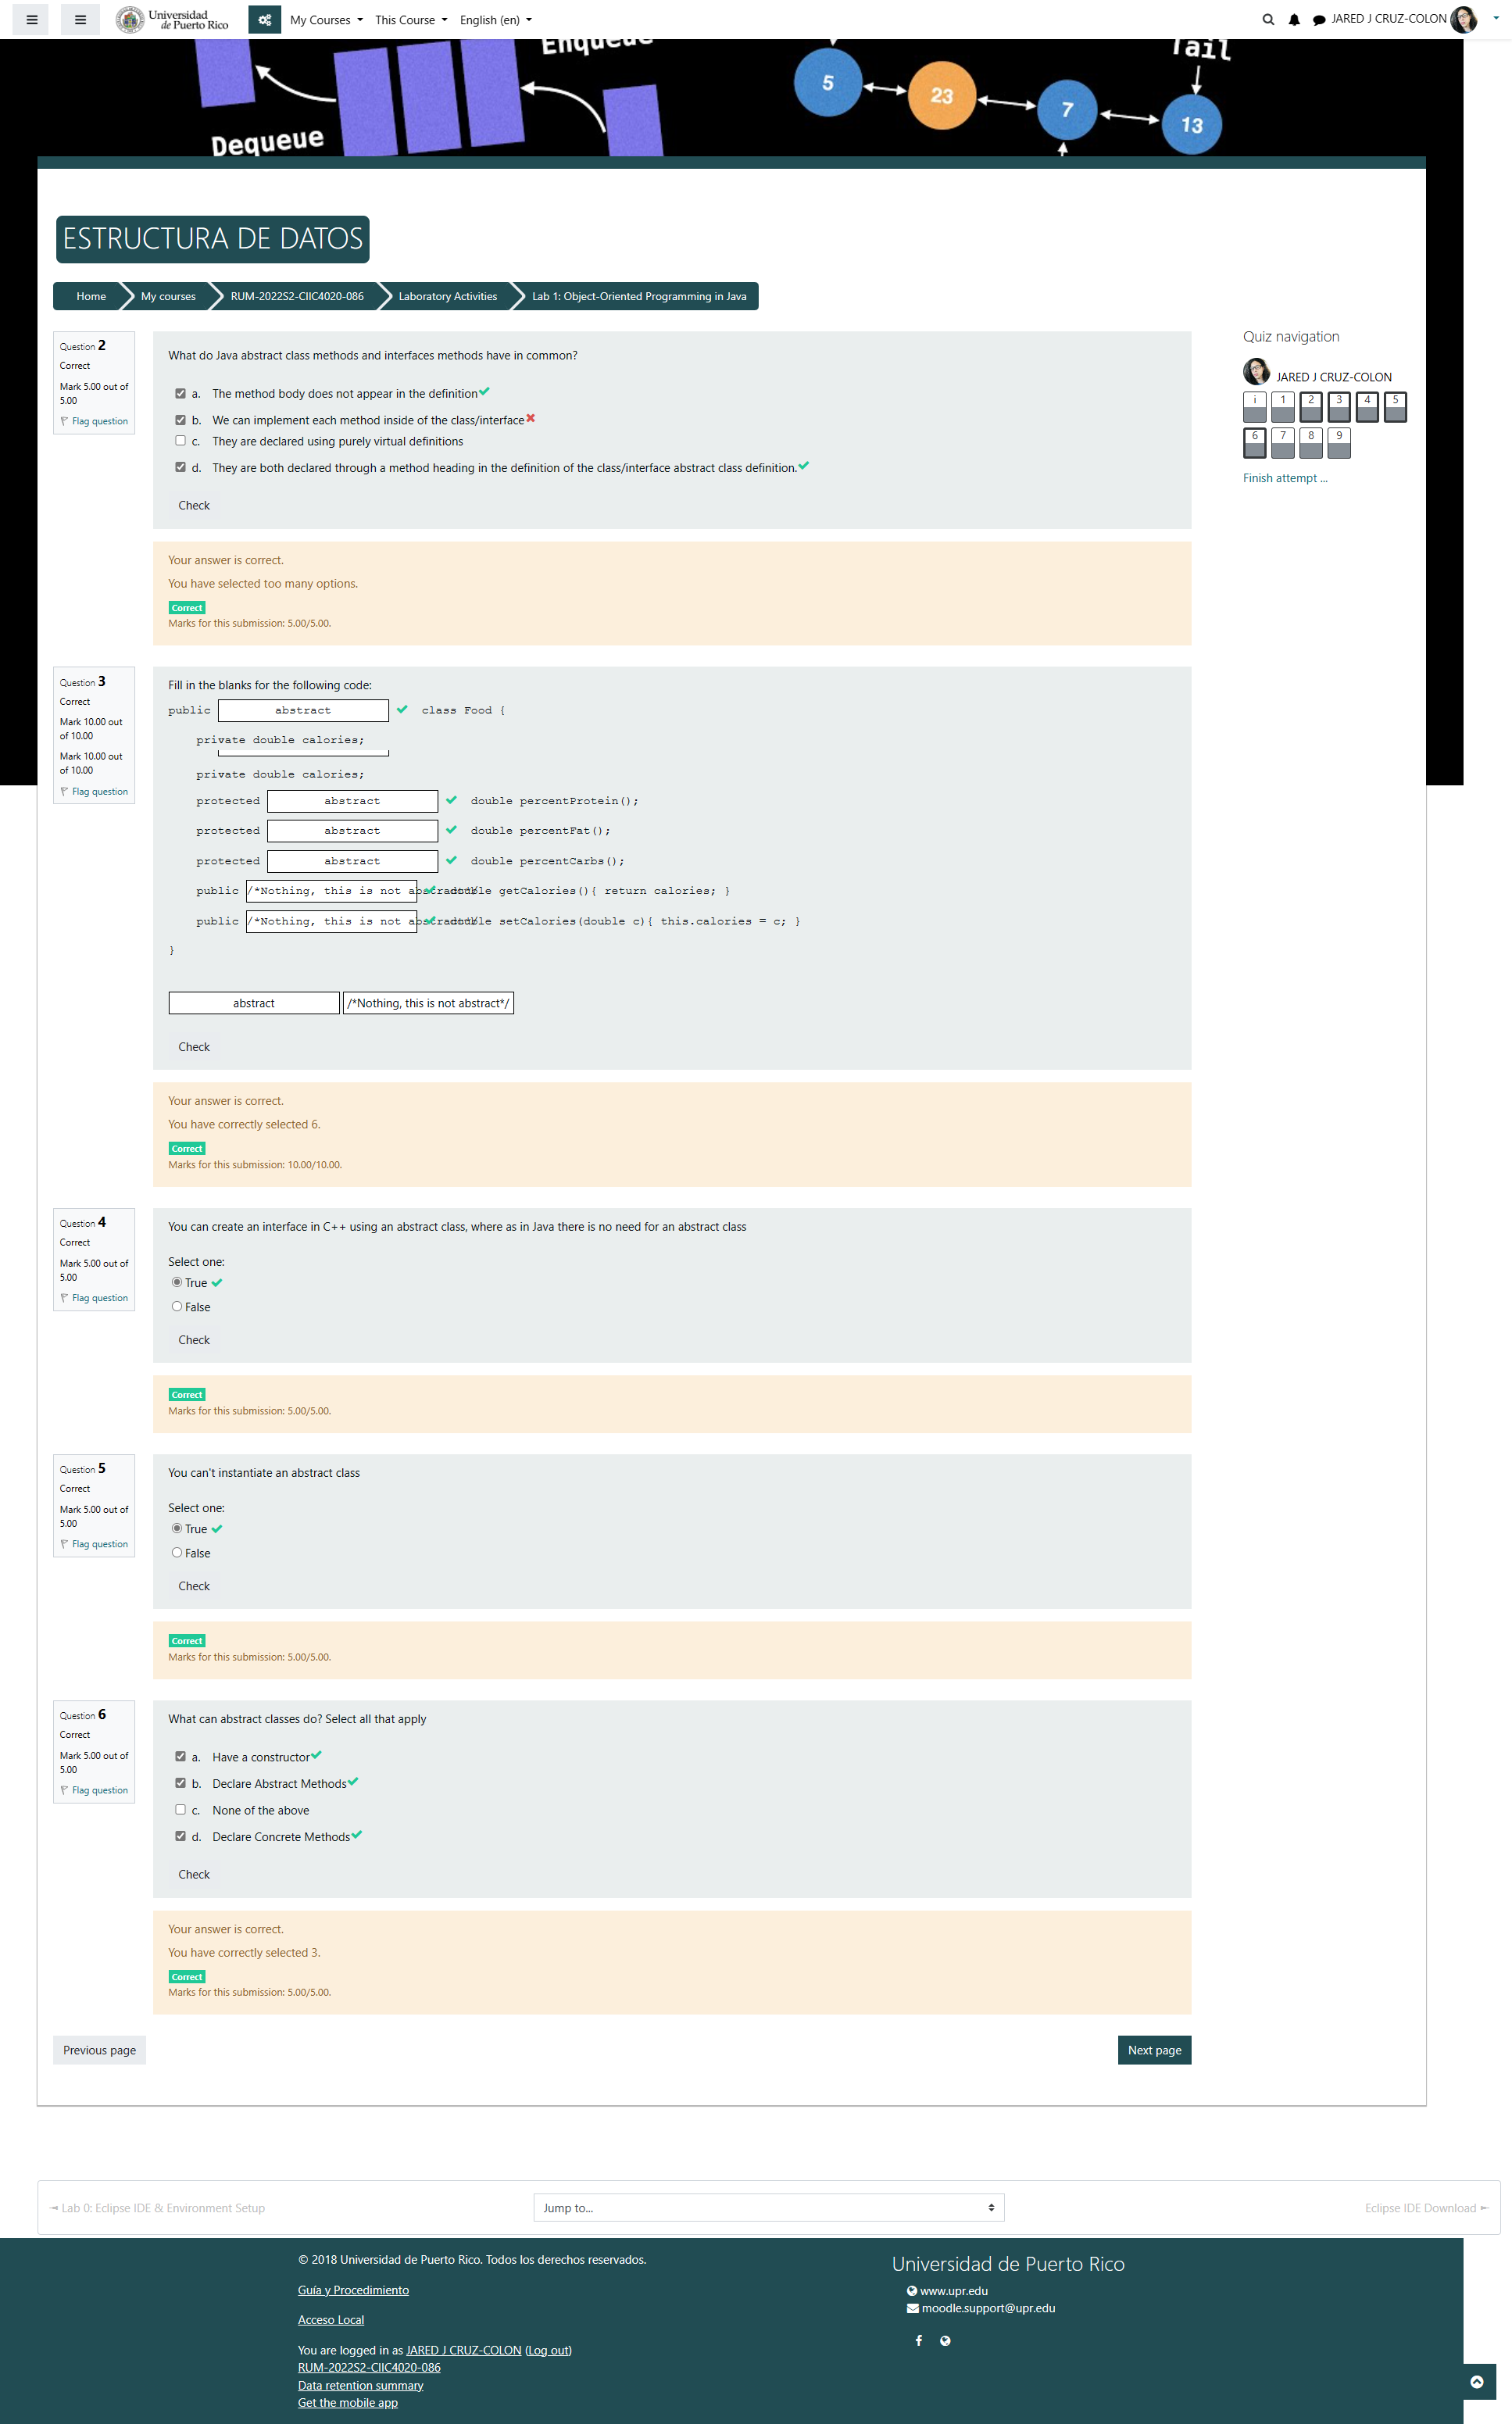 Universidad
de Puerto Rico
My Courses
This Course
English (en)
JARED J CRUZ-COLON
Enqueue
Dequeue
Tail
5
23
7
13
ESTRUCTURA DE DATOS
Home
My courses
RUM-2022S2-CIIC4020-086
Laboratory Activities
Lab 1: Object-Oriented Programming in Java
Question 2
Correct
Mark 5.00 out of
5.00
Flag question
What do Java abstract class methods and interfaces methods have in common?
a. The method body does not appear in the definition
b. We can implement each method inside of the class/interface
c. They are declared using purely virtual definitions
d. They are both declared through a method heading in the definition of the class/interface abstract class definition.
Check
Your answer is correct.
You have selected too many options.
Correct
Marks for this submission: 5.00/5.00.
Quiz navigation
JARED J CRUZ-COLON
i 1 2 3 4 5
6 7 8 9
Finish attempt ...
Question 3
Correct
Mark 10.00 out
of 10.00
Mark 10.00 out
of 10.00
Flag question
Fill in the blanks for the following code:
public abstract class Food {
private double calories;
private double calories;
protected abstract double percentProtein();
protected abstract double percentFat();
protected abstract double percentCarbs();
public /*Nothing, this is not abstract*/ double getCalories(){ return calories; }
public /*Nothing, this is not abstract*/ double setCalories(double c){ this.calories = c; }
}
abstract /*Nothing, this is not abstract*/
Check
Your answer is correct.
You have correctly selected 6.
Correct
Marks for this submission: 10.00/10.00.
Question 4
Correct
Mark 5.00 out of
5.00
Flag question
You can create an interface in C++ using an abstract class, where as in Java there is no need for an abstract class
Select one:
True
False
Check
Correct
Marks for this submission: 5.00/5.00.
Question 5
Correct
Mark 5.00 out of
5.00
Flag question
You can't instantiate an abstract class
Select one:
True
False
Check
Correct
Marks for this submission: 5.00/5.00.
Question 6
Correct
Mark 5.00 out of
5.00
Flag question
What can abstract classes do? Select all that apply
a. Have a constructor
b. Declare Abstract Methods
c. None of the above
d. Declare Concrete Methods
Check
Your answer is correct.
You have correctly selected 3.
Correct
Marks for this submission: 5.00/5.00.
Previous page
Next page
◄ Lab 0: Eclipse IDE & Environment Setup
Jump to...
Eclipse IDE Download ►
© 2018 Universidad de Puerto Rico. Todos los derechos reservados.
Guía y Procedimiento
Acceso Local
You are logged in as JARED J CRUZ-COLON (Log out)
RUM-2022S2-CIIC4020-086
Data retention summary
Get the mobile app
Universidad de Puerto Rico
www.upr.edu
moodle.support@upr.edu